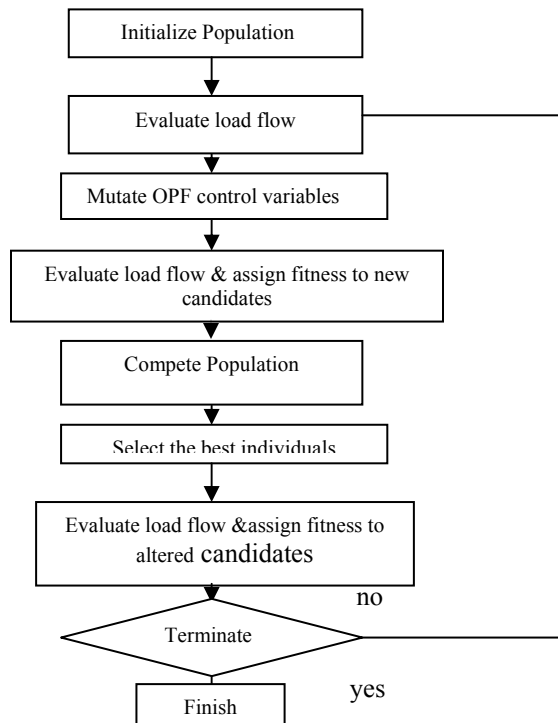 Initialize Population
Evaluate load flow
Mutate OPF control variables
Evaluate load flow & assign fitness to new
candidates
Compete Population
Select the best individuals
Evaluate load flow &assign fitness to
altered candidates
no
Terminate
yes
Finish